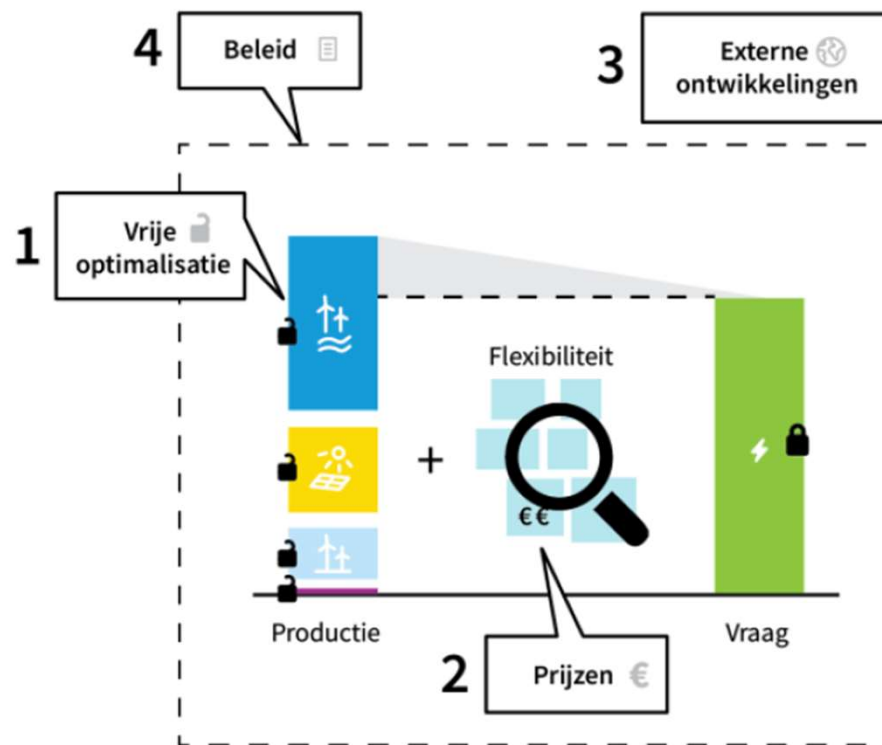 4
Beleid
3
Externe
ontwikkelingen
1
Vrije
optimalisatie
Flexibiliteit
+
€€
Productie
Vraag
2
Prijzen €